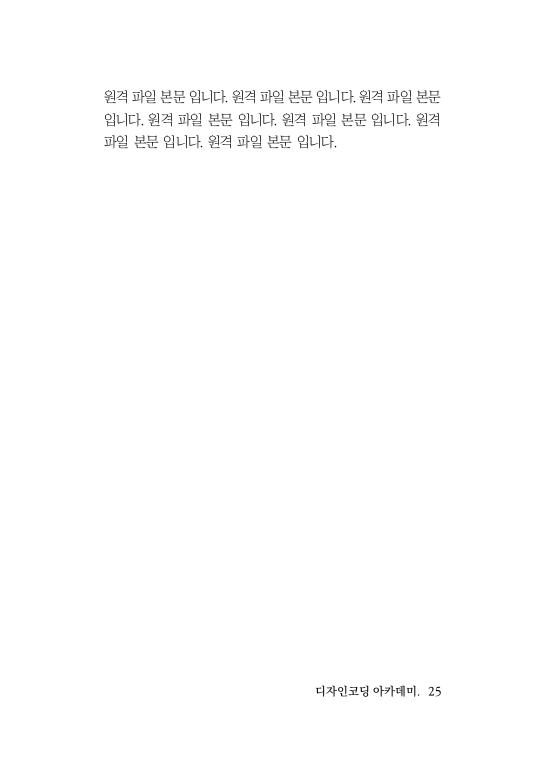 원격 파일 본문 입니다. 원격 파일 본문 입니다. 원격 파일 본문
입니다. 원격 파일 본문 입니다. 원격 파일 본문 입니다. 원격
파일 본문 입니다. 원격 파일 본문 입니다.
디자인코딩 아카데미. 25